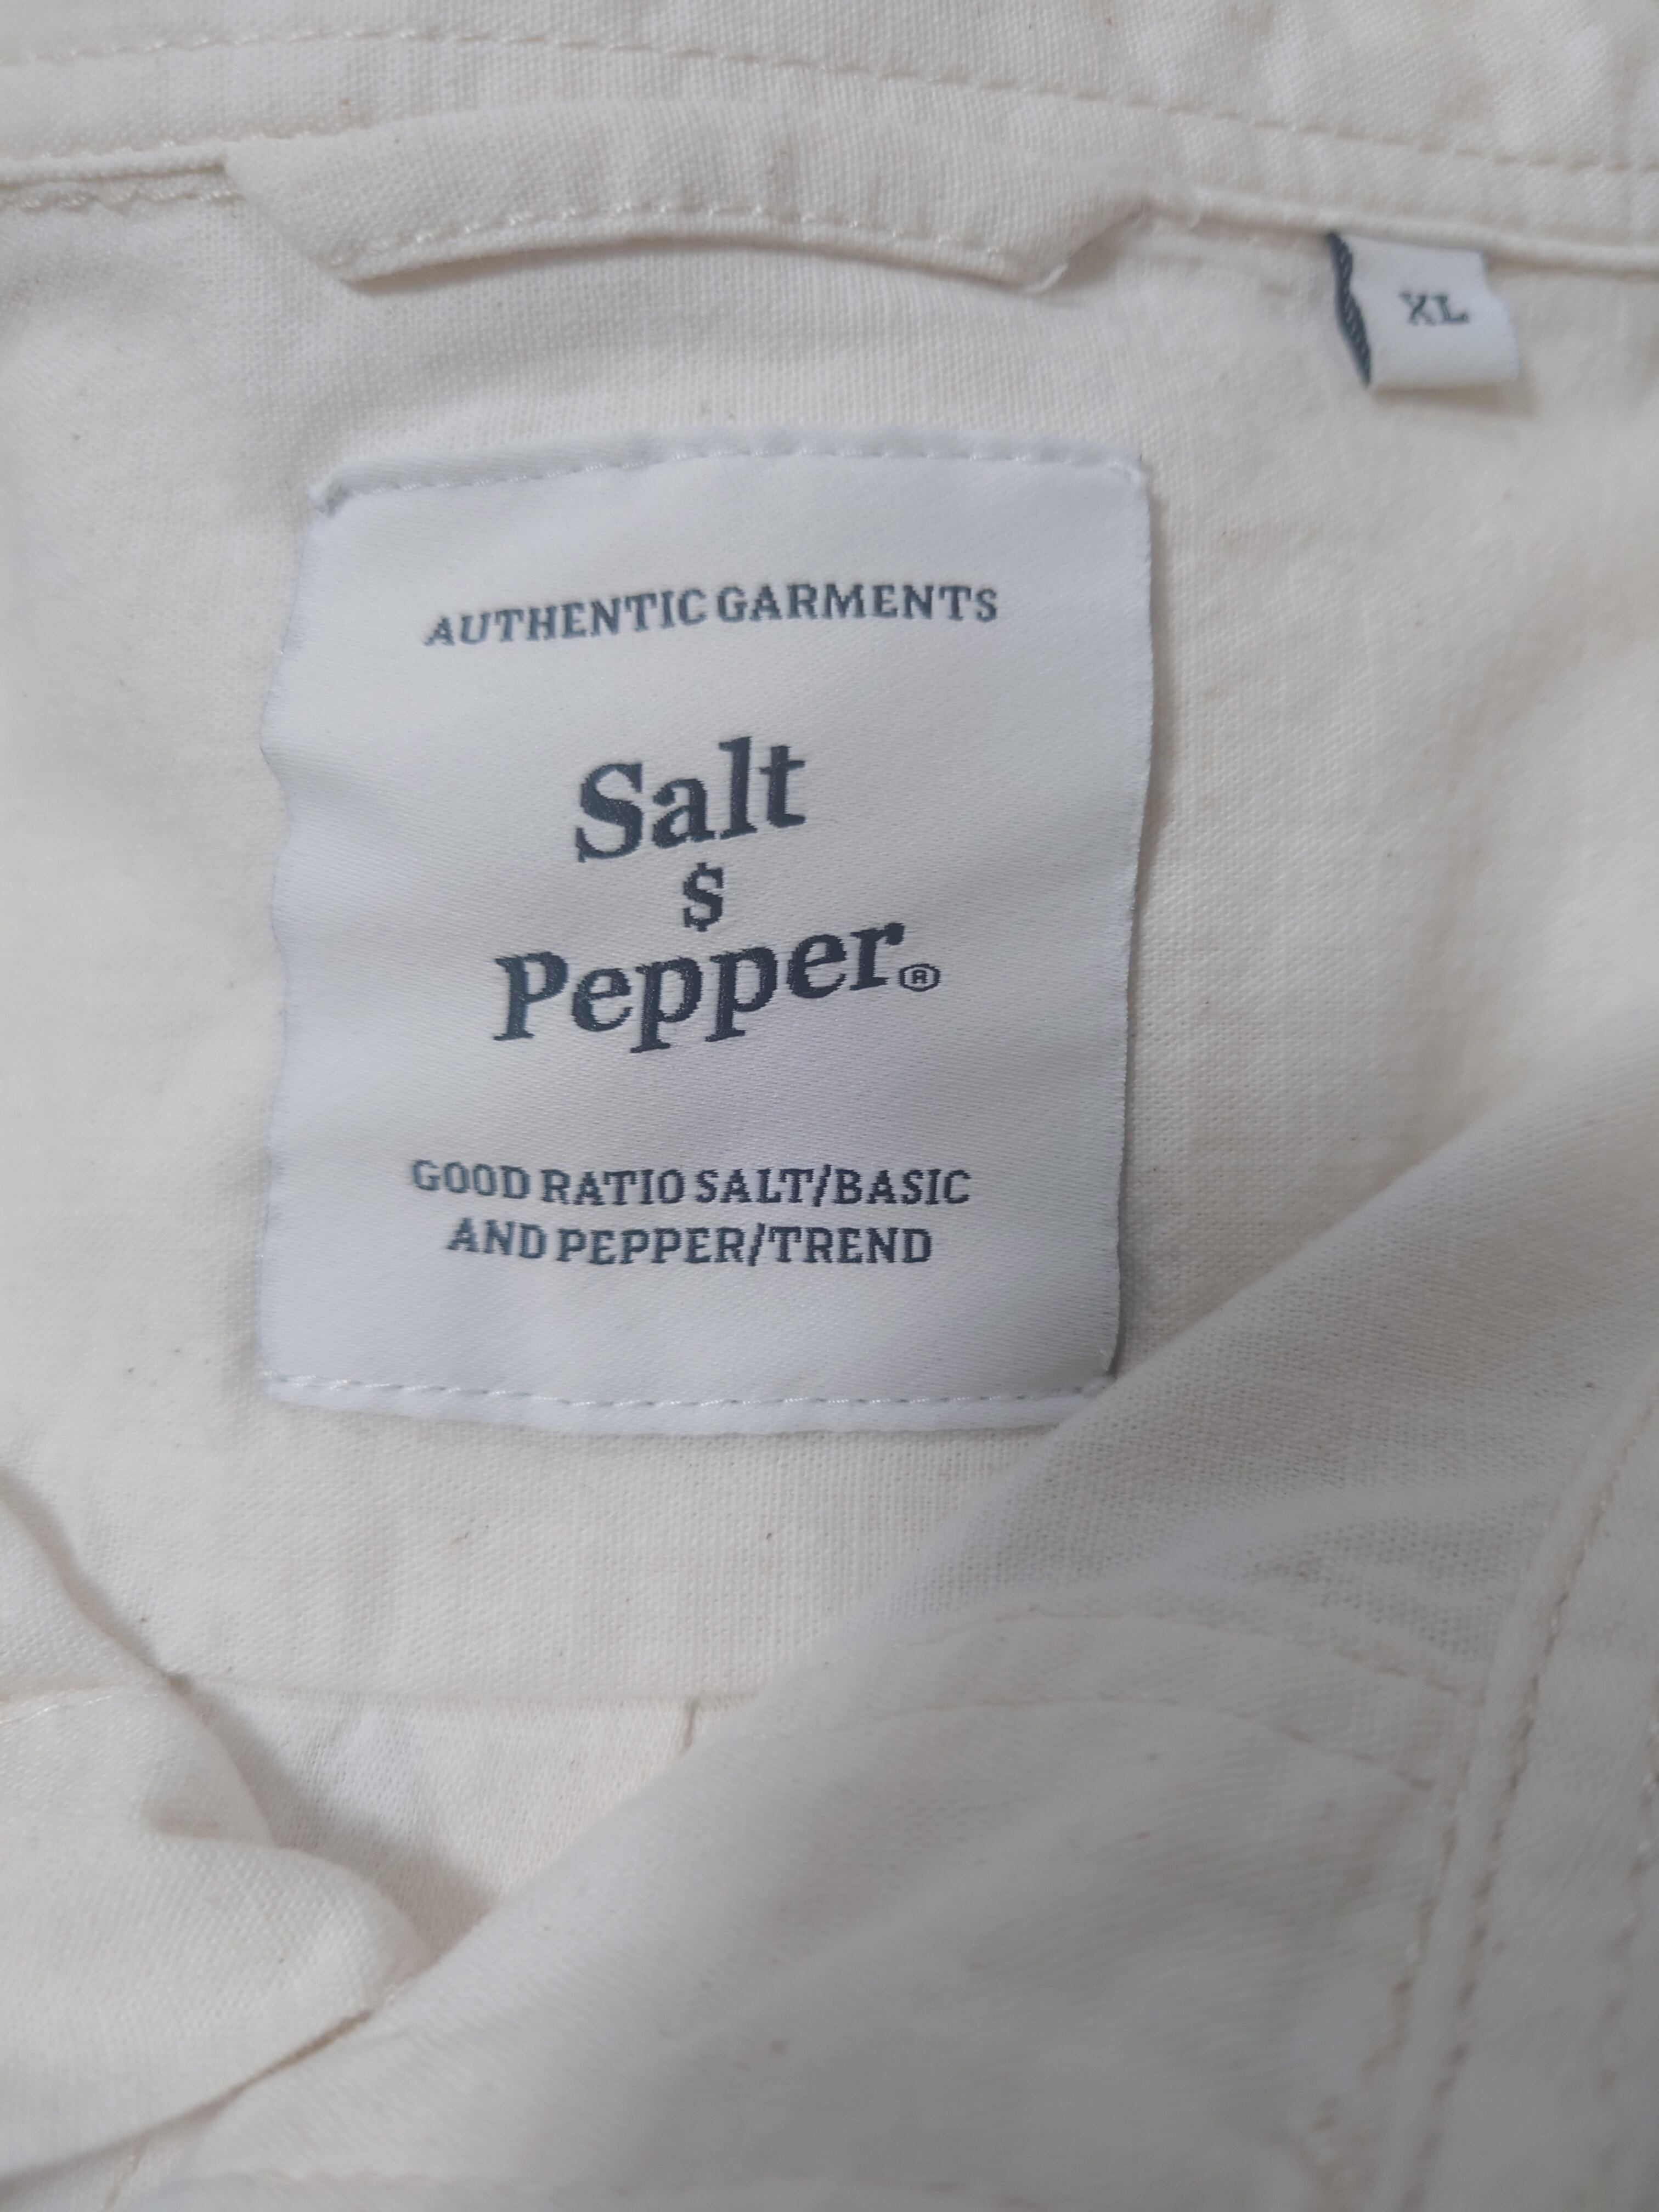 XL
AUTHENTIC GARMENTS
Salt
$
Pepper®
GOOD RATIO SALT/BASIC
AND PEPPER/TREND